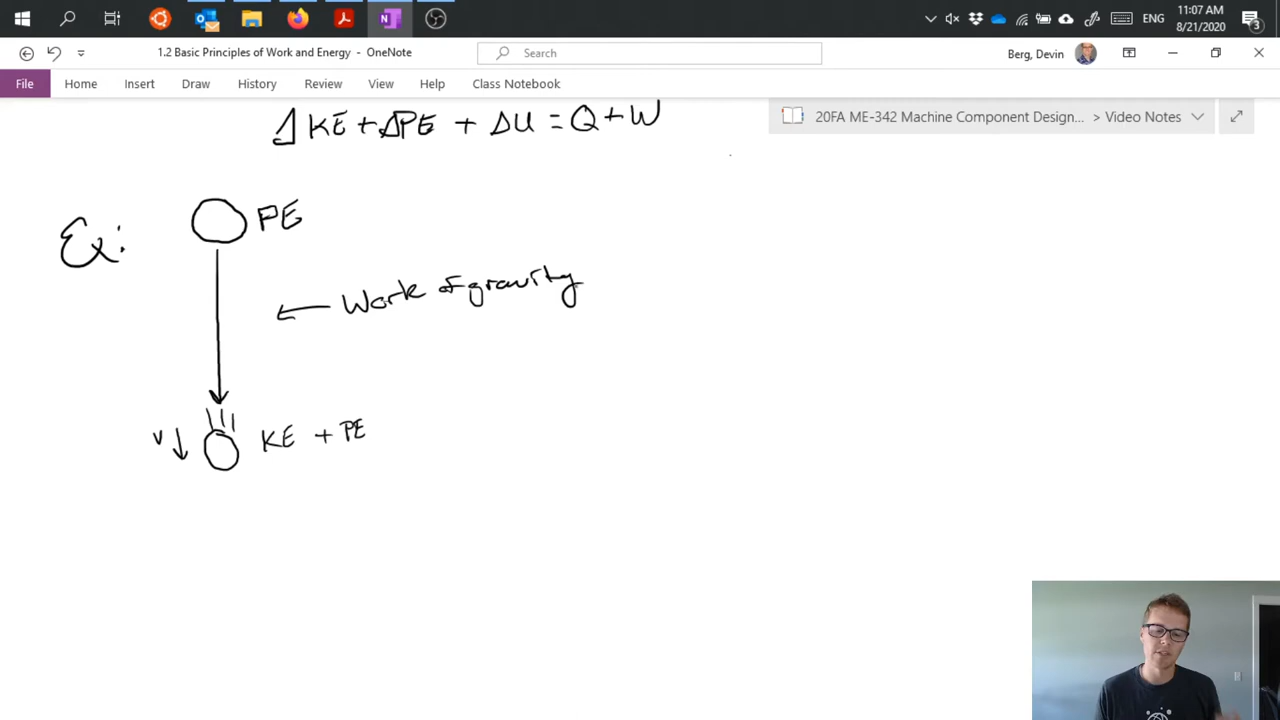 11:07 AM
ENG
8/21/2020
3
1.2 Basic Principles of Work and Energy - OneNote
Search
Berg, Devin
File Home Insert Draw History Review View Help Class Notebook
20FA ME-342 Machine Component Design... > Video Notes
Δ KE + ΔPE + ΔU = Q + W
Ex:
PE
← Work of gravity
v ↓ KE + PE